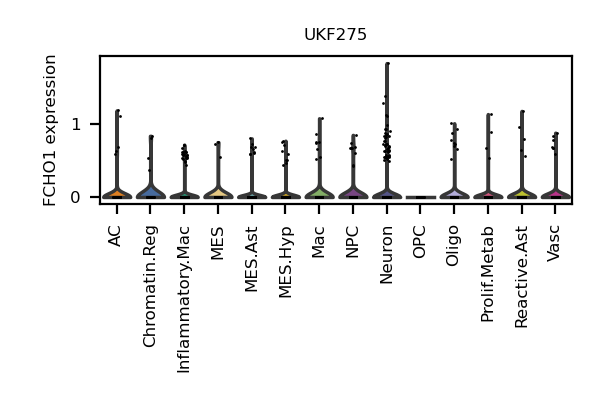 UKF275
FCHO1 expression
1
0
AC
Chromatin.Reg
Inflammatory.Mac
MES
MES.Ast
MES.Hyp
Mac
NPC
Neuron
OPC
Oligo
Prolif.Metab
Reactive.Ast
Vasc